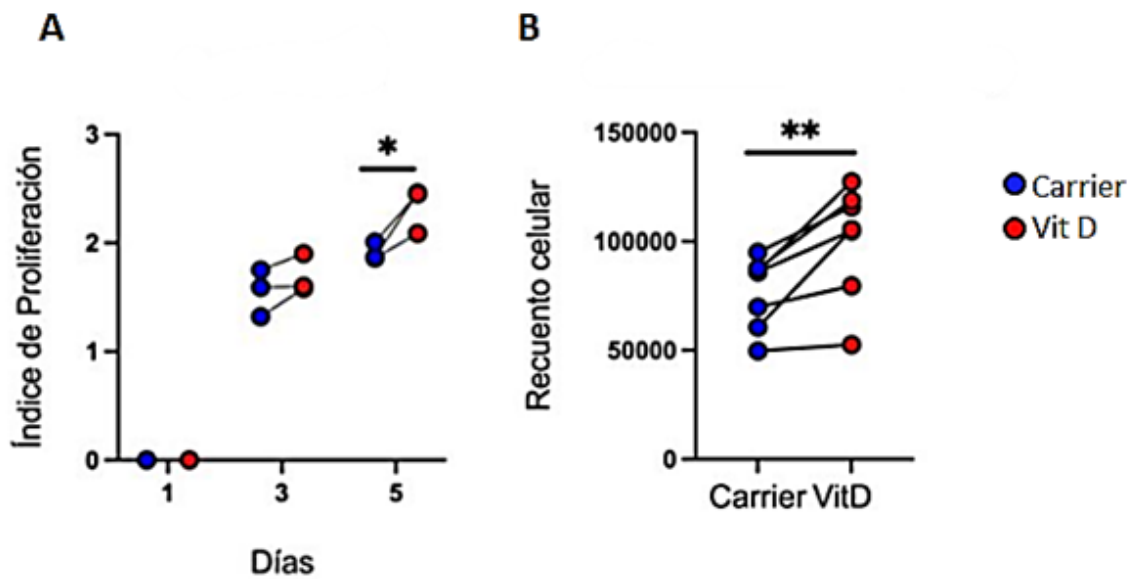 A
Índice de Proliferación
3
2
1
0
*
1 3 5
Días
B
Recuento celular
150000
100000
50000
0
**
Carrier VitD
Carrier
Vit D